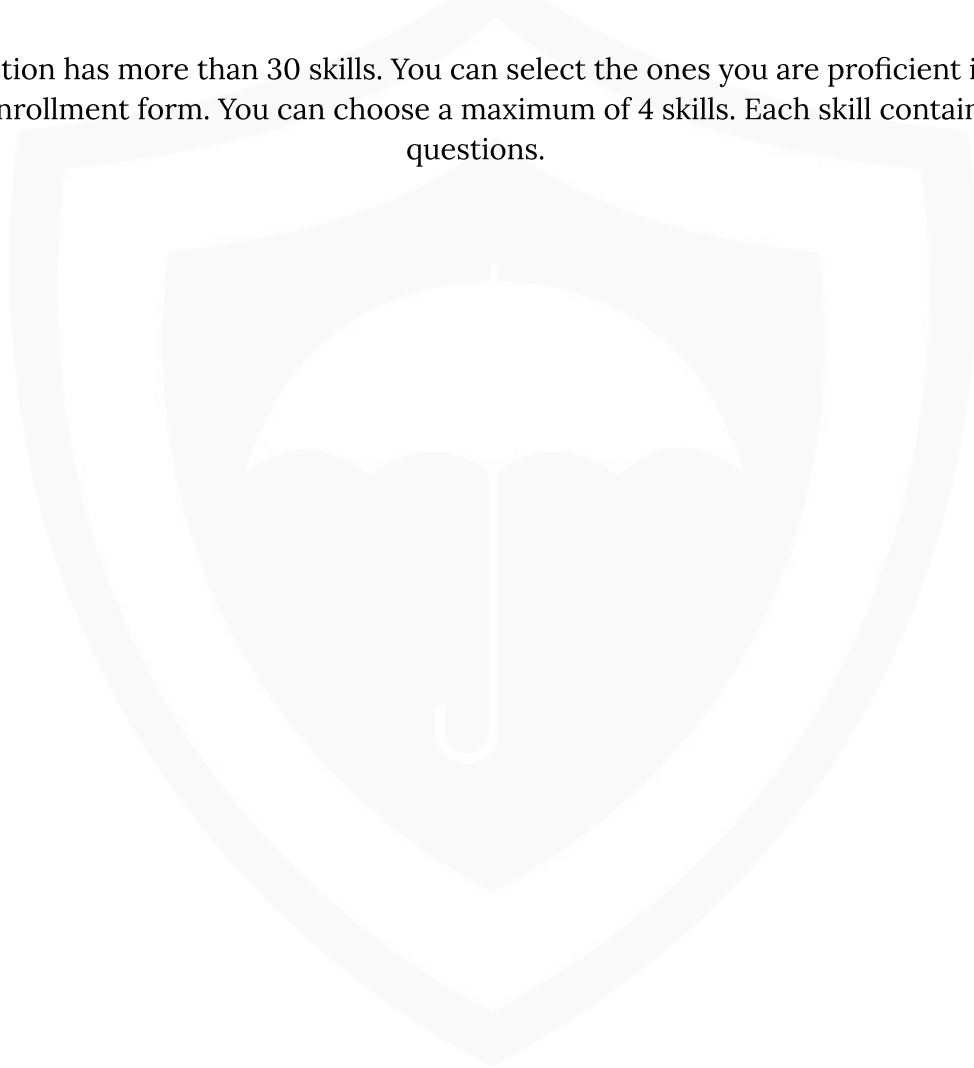 tion has more than 30 skills. You can select the ones you are proficient i
nrollment form. You can choose a maximum of 4 skills. Each skill contain
questions.